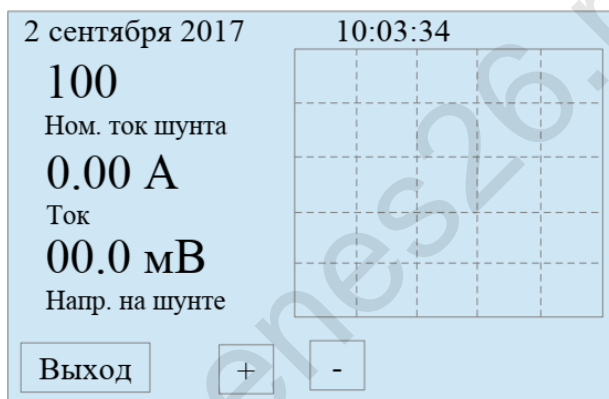 2 сентября 2017 10:03:34
100
Ном. ток шунта
0.00 А
Ток
00.0 мВ
Напр. на шунте
Выход + -